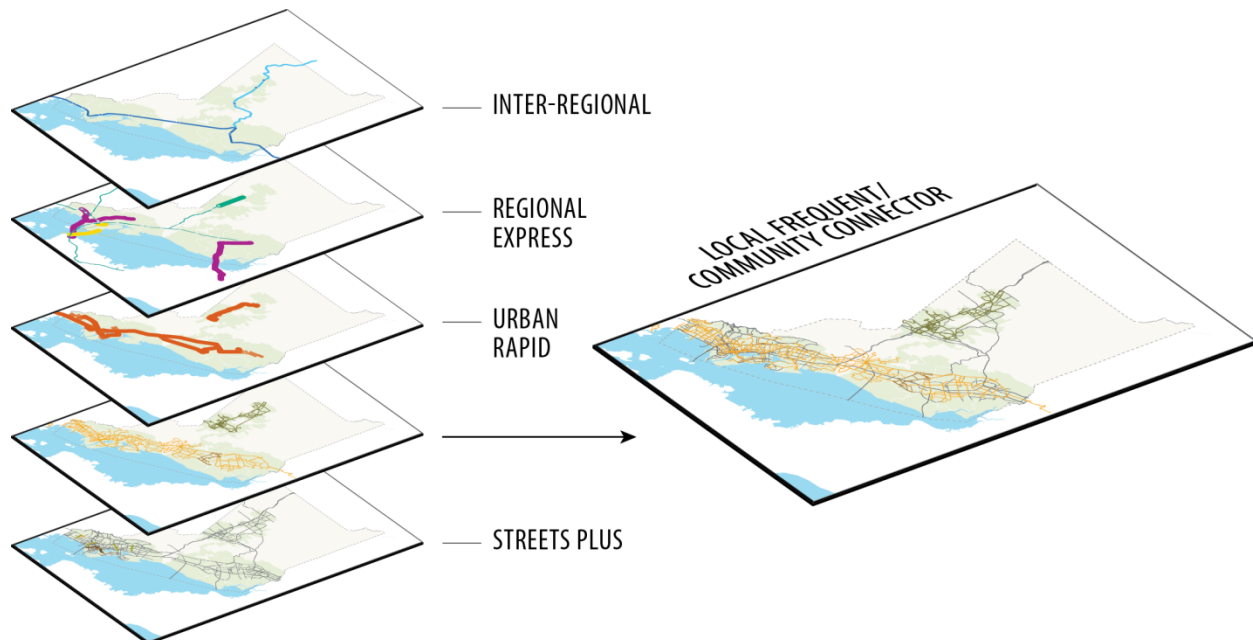 INTER-REGIONAL
REGIONAL
EXPRESS
URBAN
RAPID
STREETS PLUS
LOCAL FREQUENT/
COMMUNITY CONNECTOR